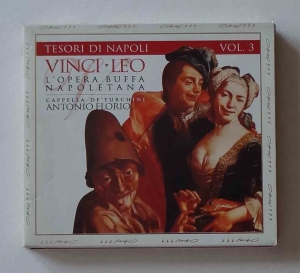 TESORI DI NAPOLI VOL. 3
VINCI · LEO
L'OPERA BUFFA
NAPOLETANA
CAPPELLA DE' TURCHINI
ANTONIO FLORIO